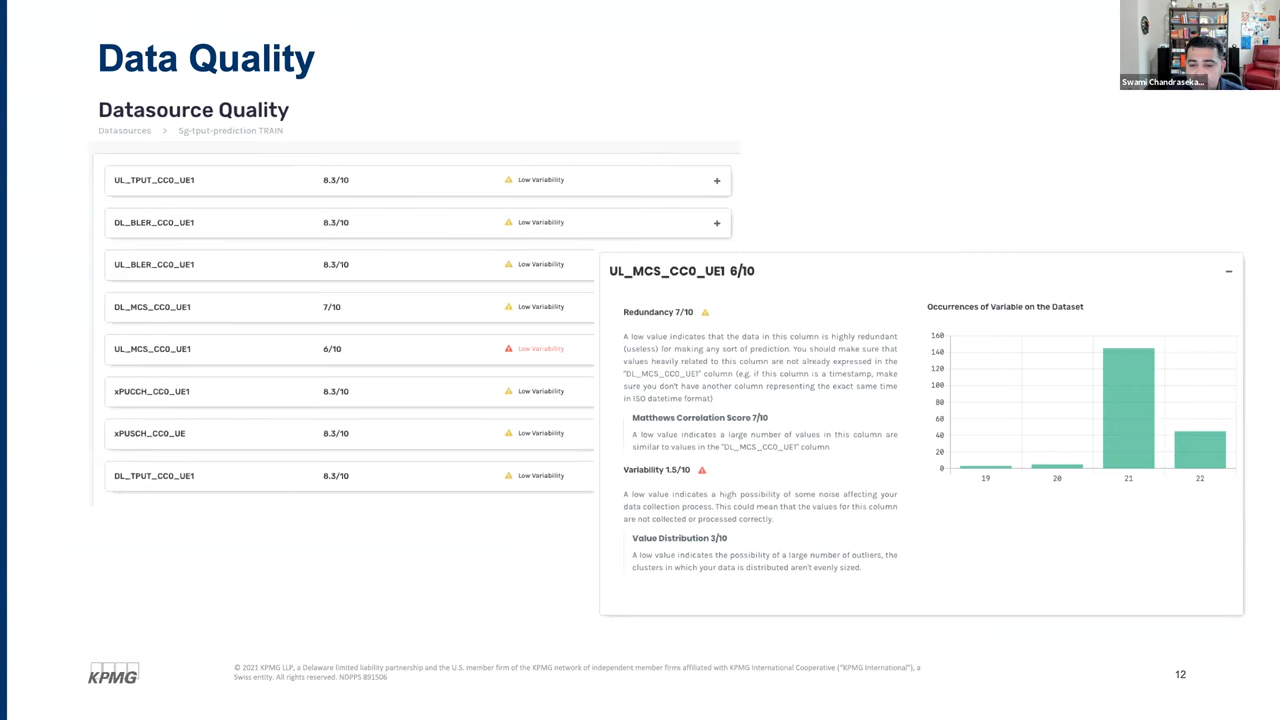 Data Quality
Swami Chandraseka...
Datasource Quality
Datasources > 5g-tput-prediction TRAIN
UL_TPUT_CC0_UE1 8.3/10 Low Variability +
DL_BLER_CC0_UE1 8.3/10 Low Variability +
UL_BLER_CC0_UE1 8.3/10 Low Variability
DL_MCS_CC0_UE1 7/10 Low Variability
UL_MCS_CC0_UE1 6/10 Low Variability
xPUCCH_CC0_UE1 8.3/10 Low Variability
xPUSCH_CC0_UE 8.3/10 Low Variability
DL_TPUT_CC0_UE1 8.3/10 Low Variability
UL_MCS_CC0_UE1 6/10 –
Redundancy 7/10
A low value indicates that the data in this column is highly redundant
(useless) for making any sort of prediction. You should make sure that
values heavily related to this column are not already expressed in the
"DL_MCS_CC0_UE1" column (e.g. if this column is a timestamp, make
sure you don't have another column representing the exact same time
in ISO datetime format)
Matthews Correlation Score 7/10
A low value indicates a large number of values in this column are
similar to values in the "DL_MCS_CC0_UE1" column
Variability 1.5/10
A low value indicates a high possibility of some noise affecting your
data collection process. This could mean that the values for this column
are not collected or processed correctly.
Value Distribution 3/10
A low value indicates the possibility of a large number of outliers, the
clusters in which your data is distributed aren't evenly sized.
Occurrences of Variable on the Dataset
160
140
120
100
80
60
40
20
0
19 20 21 22
KPMG
© 2021 KPMG LLP, a Delaware limited liability partnership and the U.S. member firm of the KPMG network of independent member firms affiliated with KPMG International Cooperative ("KPMG International"), a
Swiss entity. All rights reserved. NDPPS 891506
12